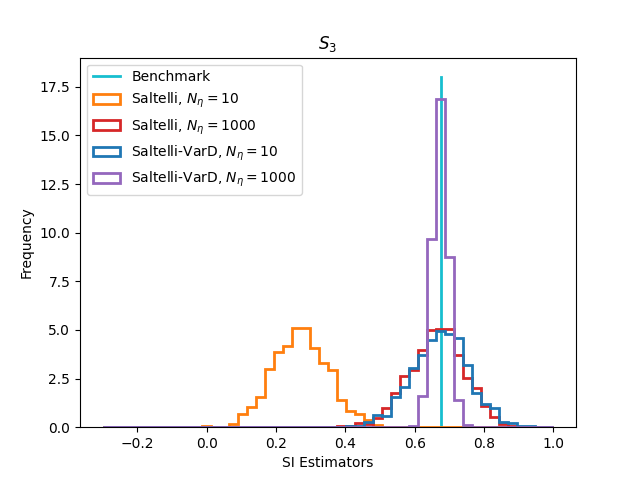 S₃
Benchmark
Saltelli, Nη = 10
Saltelli, Nη = 1000
Saltelli-VarD, Nη = 10
Saltelli-VarD, Nη = 1000
Frequency
17.5
15.0
12.5
10.0
7.5
5.0
2.5
0.0
−0.2 0.0 0.2 0.4 0.6 0.8 1.0
SI Estimators